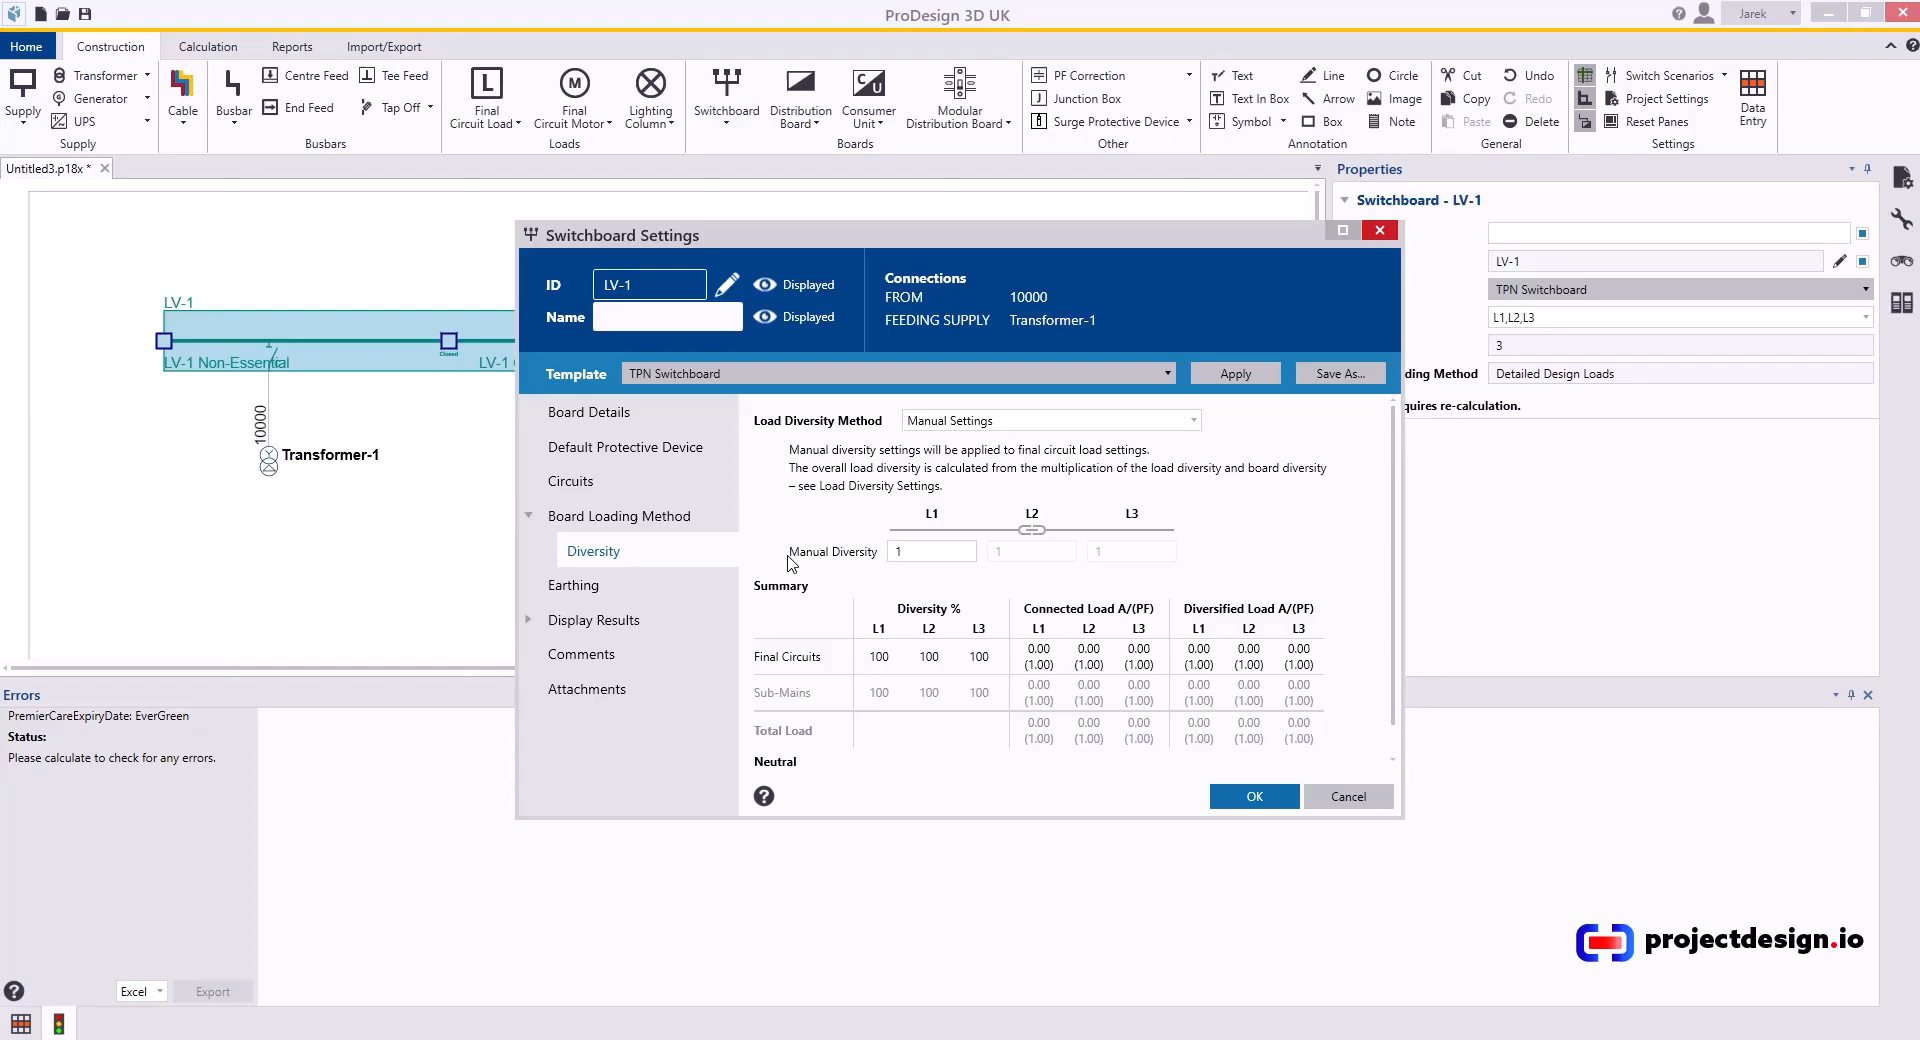 ProDesign 3D UK
Jarek
Home Construction Calculation Reports Import/Export
Supply
Transformer
Generator
UPS
Supply
Cable
Busbar
Centre Feed Tee Feed
End Feed Tap Off
Busbars
Final Circuit Load
Final Circuit Motor
Lighting Column
Loads
Switchboard
Distribution Board
Consumer Unit
Modular Distribution Board
Boards
PF Correction
Junction Box
Surge Protective Device
Other
Text Line Circle
Text In Box Arrow Image
Symbol Box Note
Annotation
Cut Undo
Copy Redo
Paste Delete
General
Switch Scenarios
Project Settings
Reset Panes
Data Entry
Settings
Untitled3.p18x *
LV-1
LV-1 Non-Essential
Closed
LV-1
10000
Transformer-1
Properties
Switchboard - LV-1
LV-1
TPN Switchboard
L1,L2,L3
3
ding Method Detailed Design Loads
quires re-calculation.
Switchboard Settings
ID LV-1 Displayed
Name Displayed
Connections
FROM 10000
FEEDING SUPPLY Transformer-1
Template TPN Switchboard Apply Save As...
Board Details
Default Protective Device
Circuits
Board Loading Method
Diversity
Earthing
Display Results
Comments
Attachments
Load Diversity Method Manual Settings
Manual diversity settings will be applied to final circuit load settings.
The overall load diversity is calculated from the multiplication of the load diversity and board diversity
– see Load Diversity Settings.
L1 L2 L3
Manual Diversity 1 1 1
Summary
Diversity % Connected Load A/(PF) Diversified Load A/(PF)
L1 L2 L3 L1 L2 L3 L1 L2 L3
Final Circuits 100 100 100 0.00 0.00 0.00 0.00 0.00 0.00
(1.00) (1.00) (1.00) (1.00) (1.00) (1.00)
Sub-Mains 100 100 100 0.00 0.00 0.00 0.00 0.00 0.00
(1.00) (1.00) (1.00) (1.00) (1.00) (1.00)
Total Load 0.00 0.00 0.00 0.00 0.00 0.00
(1.00) (1.00) (1.00) (1.00) (1.00) (1.00)
Neutral
OK Cancel
Errors
PremierCareExpiryDate: EverGreen
Status:
Please calculate to check for any errors.
Excel Export
projectdesign.io